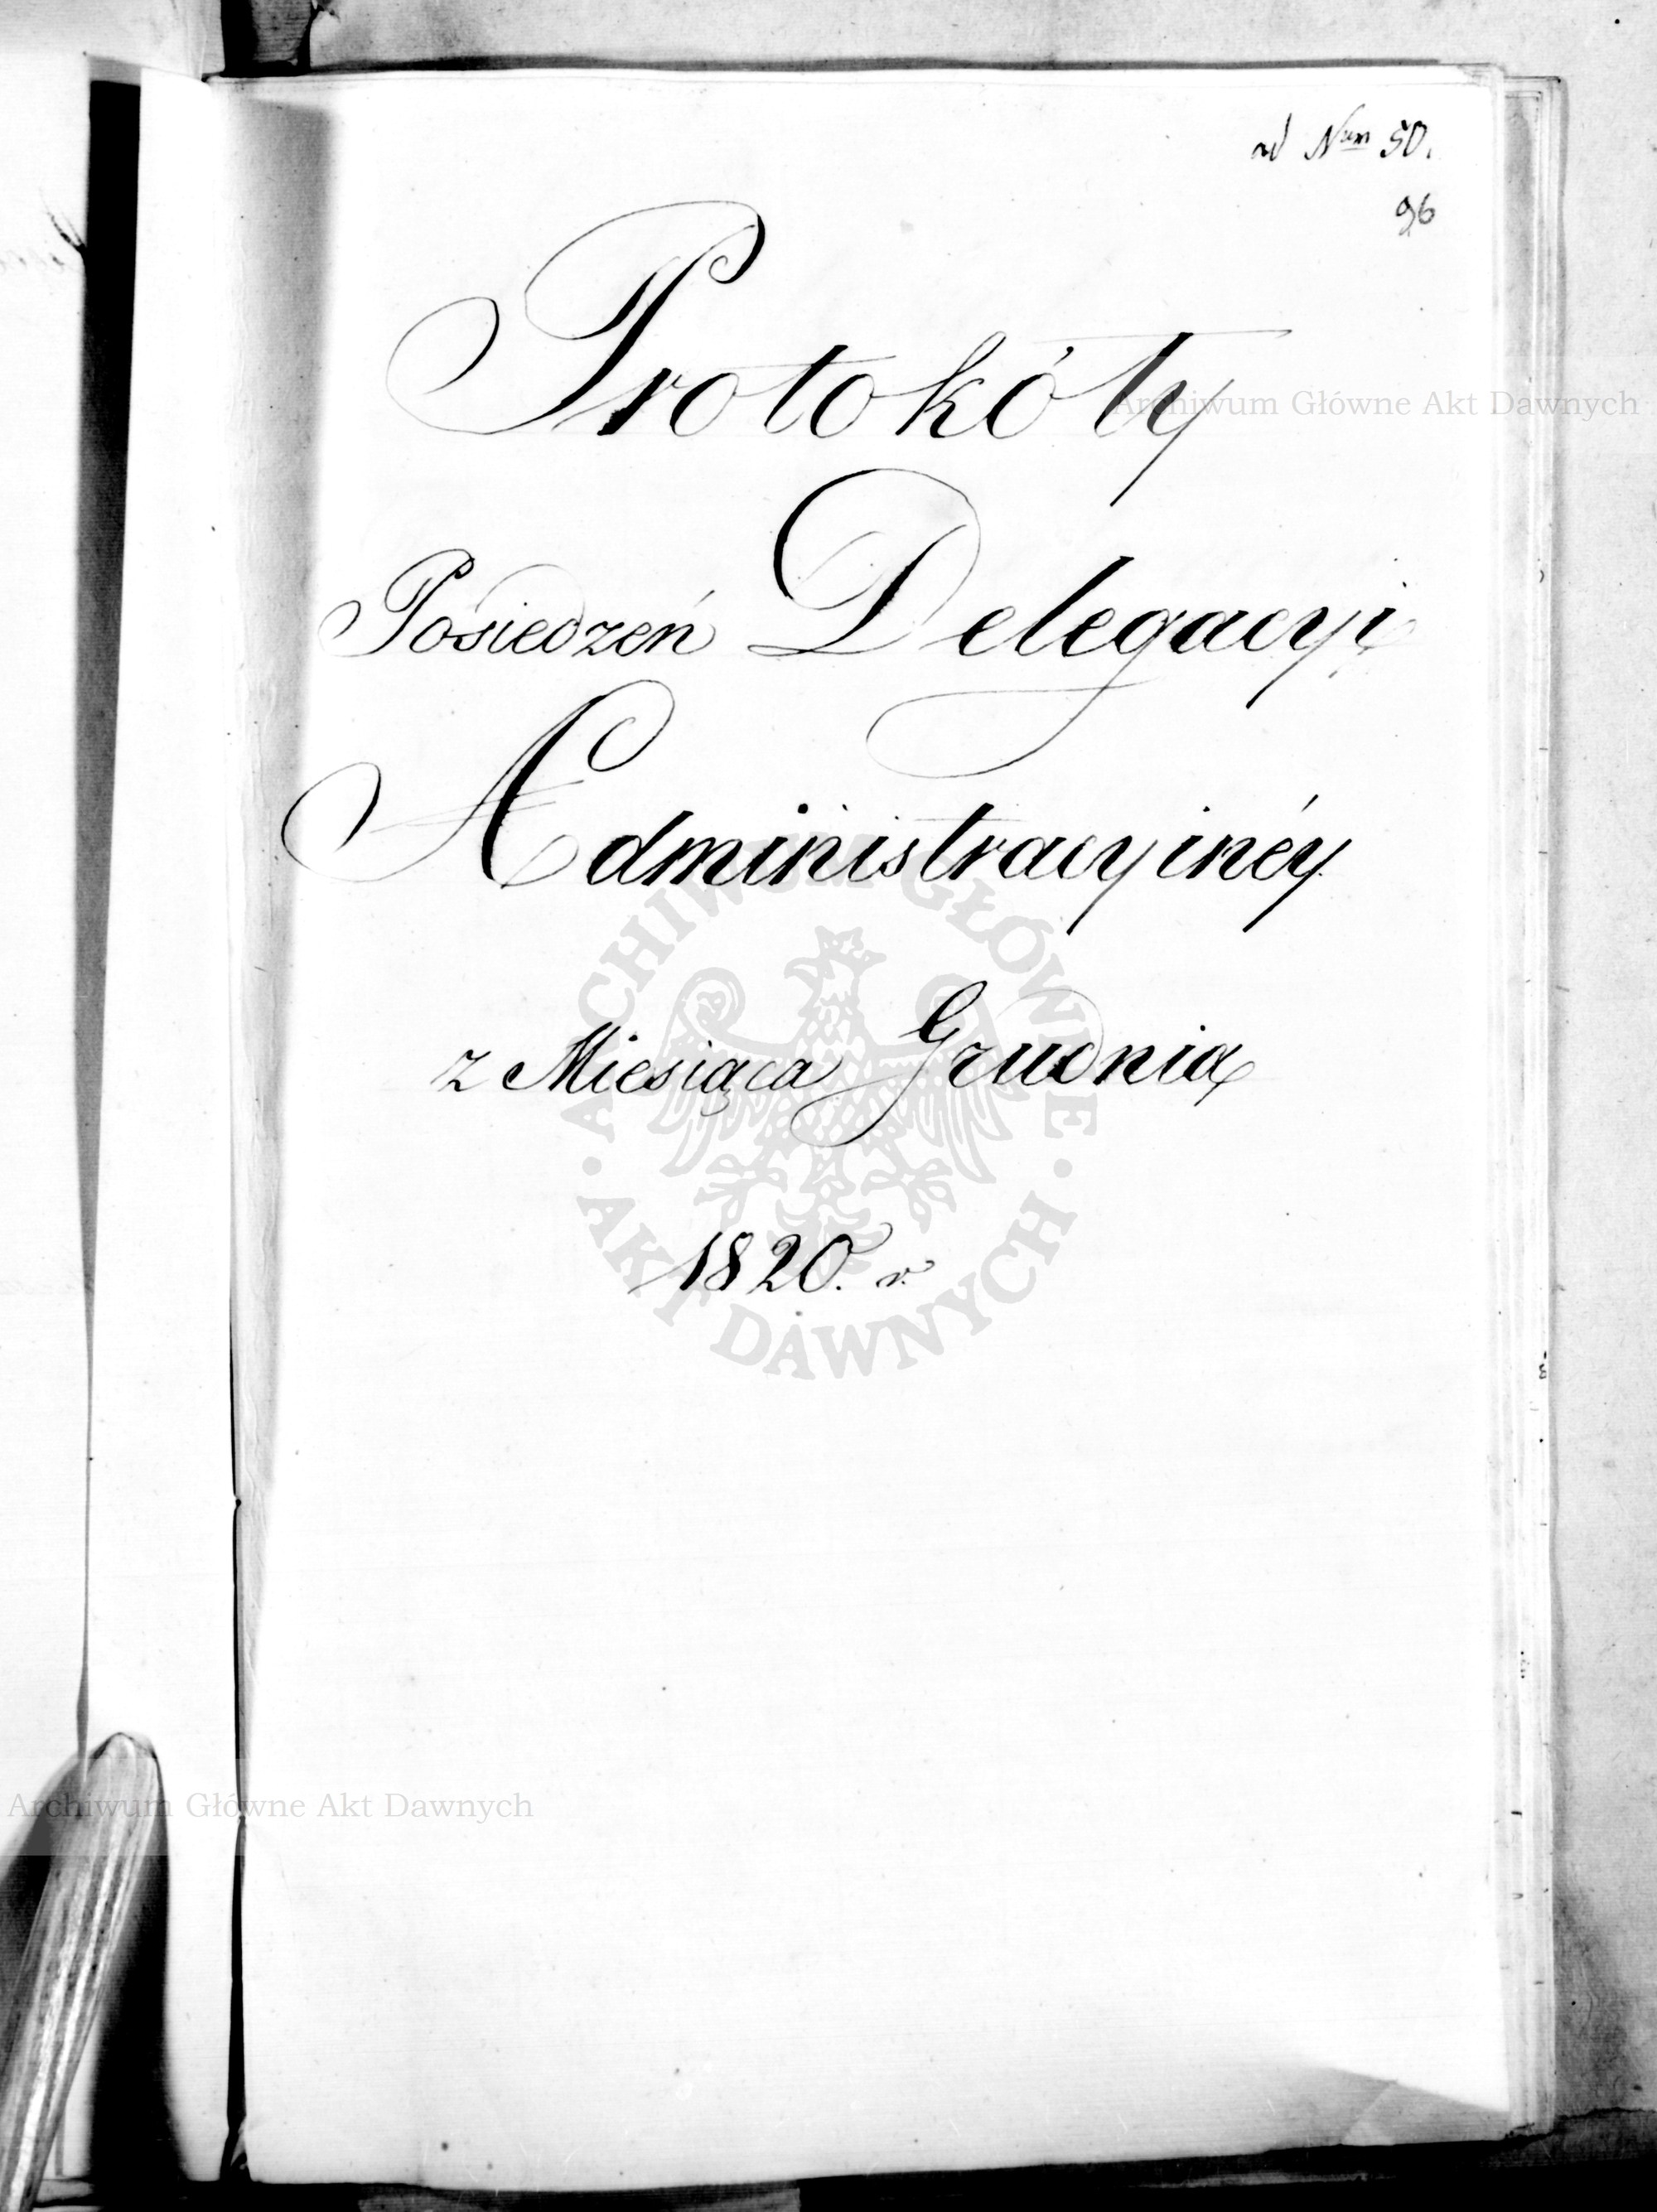 ad Num 50.
96
Protokóły
Posiedzeń Delegacyi
Administracyinéy
z Miesiąca Grudnia
1820. r.
Archiwum Główne Akt Dawnych
ARCHIWUM GŁÓWNE
AKT DAWNYCH
Archiwum Główne Akt Dawnych